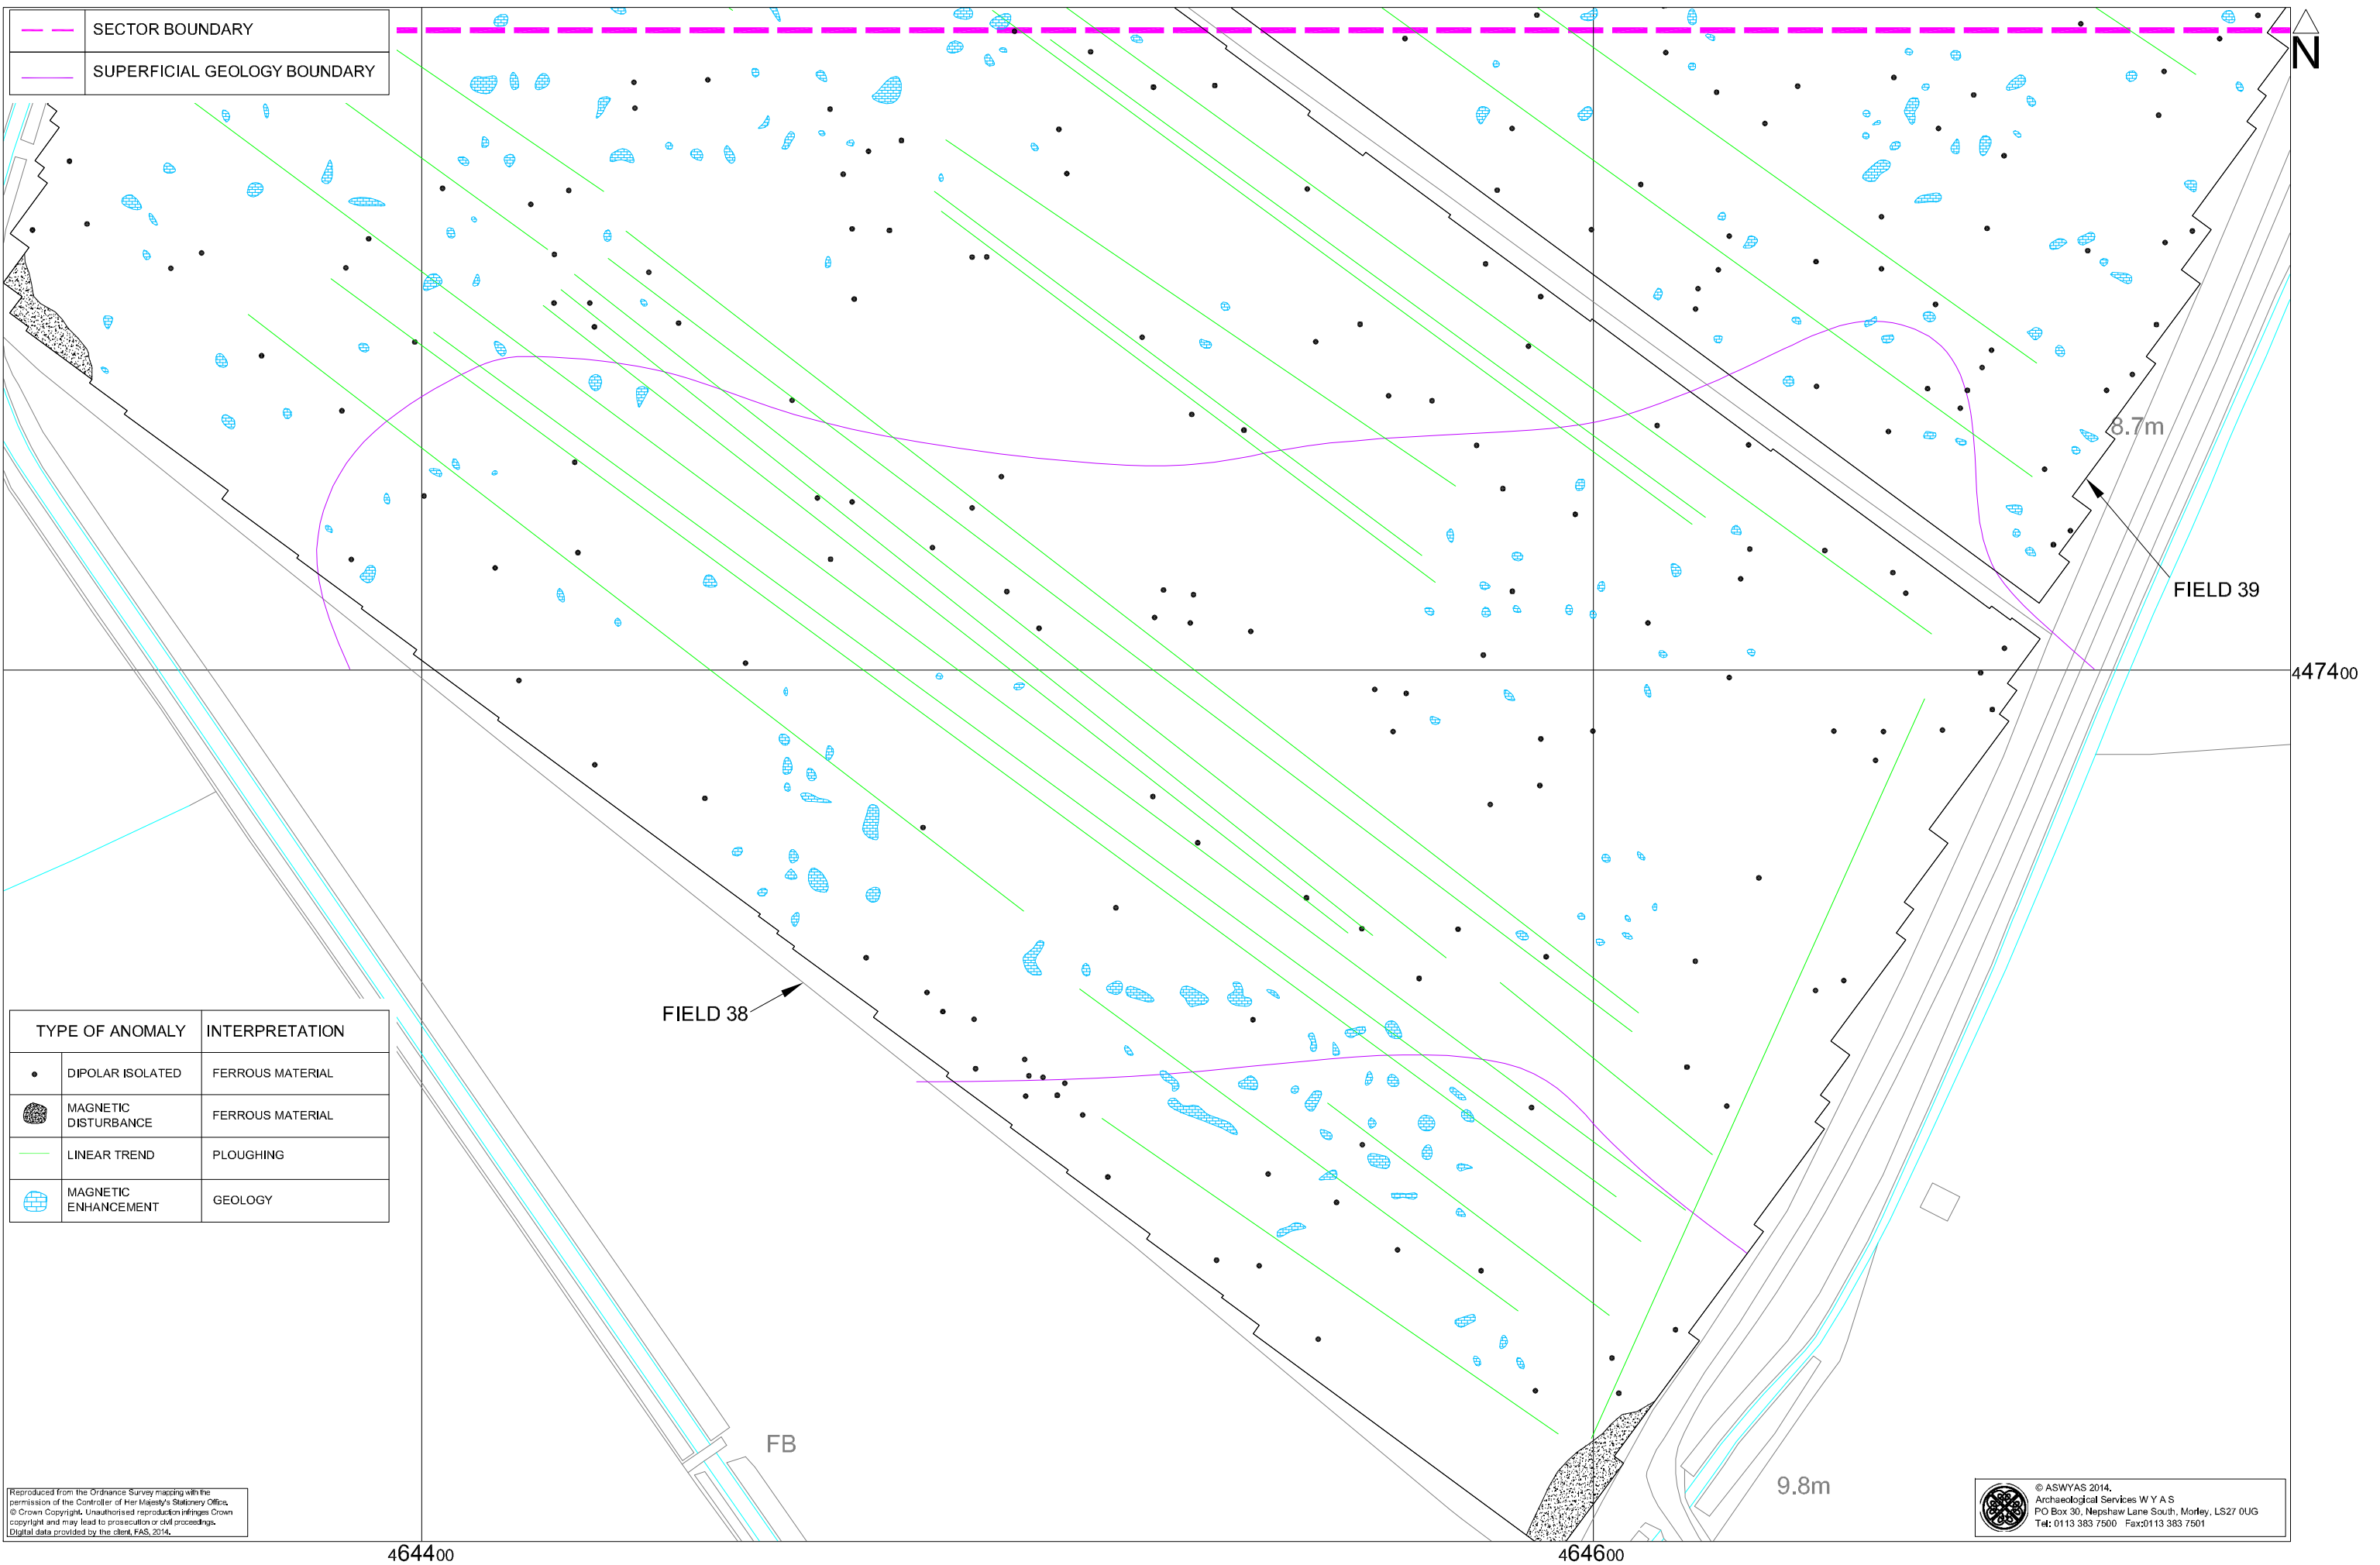 SECTOR BOUNDARY
SUPERFICIAL GEOLOGY BOUNDARY
N
8.7m
FIELD 39
447400
FIELD 38
TYPE OF ANOMALY INTERPRETATION
DIPOLAR ISOLATED FERROUS MATERIAL
MAGNETIC
DISTURBANCE FERROUS MATERIAL
LINEAR TREND PLOUGHING
MAGNETIC
ENHANCEMENT GEOLOGY
FB
9.8m
Reproduced from the Ordnance Survey mapping with the
permission of the Controller of Her Majesty's Stationery Office,
© Crown Copyright. Unauthorised reproduction infringes Crown
copyright and may lead to prosecution or civil proceedings.
Digital data provided by the client, FAS, 2014.
© ASWYAS 2014.
Archaeological Services W Y A S
PO Box 30, Nepshaw Lane South, Morley, LS27 0UG
Tel: 0113 383 7500 Fax:0113 383 7501
464400
464600